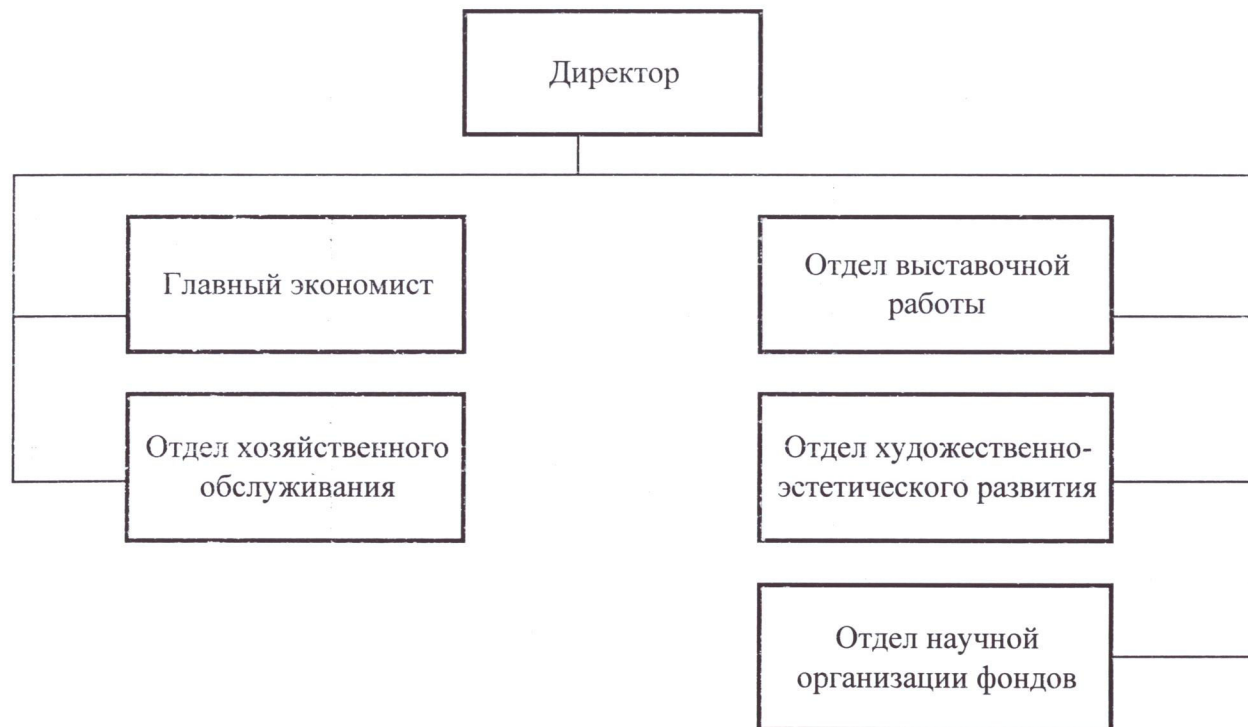 Директор
Главный экономист
Отдел выставочной
работы
Отдел хозяйственного
обслуживания
Отдел художественно-
эстетического развития
Отдел научной
организации фондов